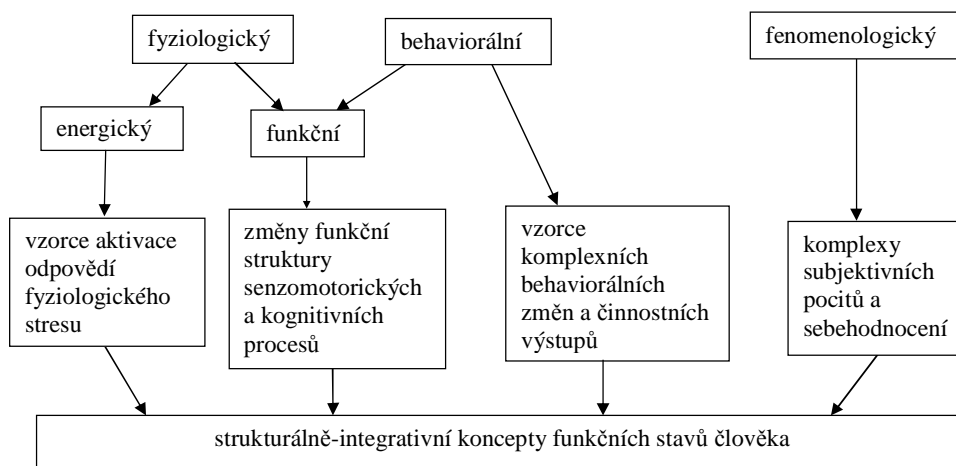 fyziologický
behaviorální
fenomenologický
energický
funkční
vzorce aktivace
odpovědí
fyziologického
stresu
změny funkční
struktury
senzomotorických
a kognitivních
procesů
vzorce
komplexních
behaviorálních
změn a činnostních
výstupů
komplexy
subjektivních
pocitů a
sebehodnocení
strukturálně-integrativní koncepty funkčních stavů člověka